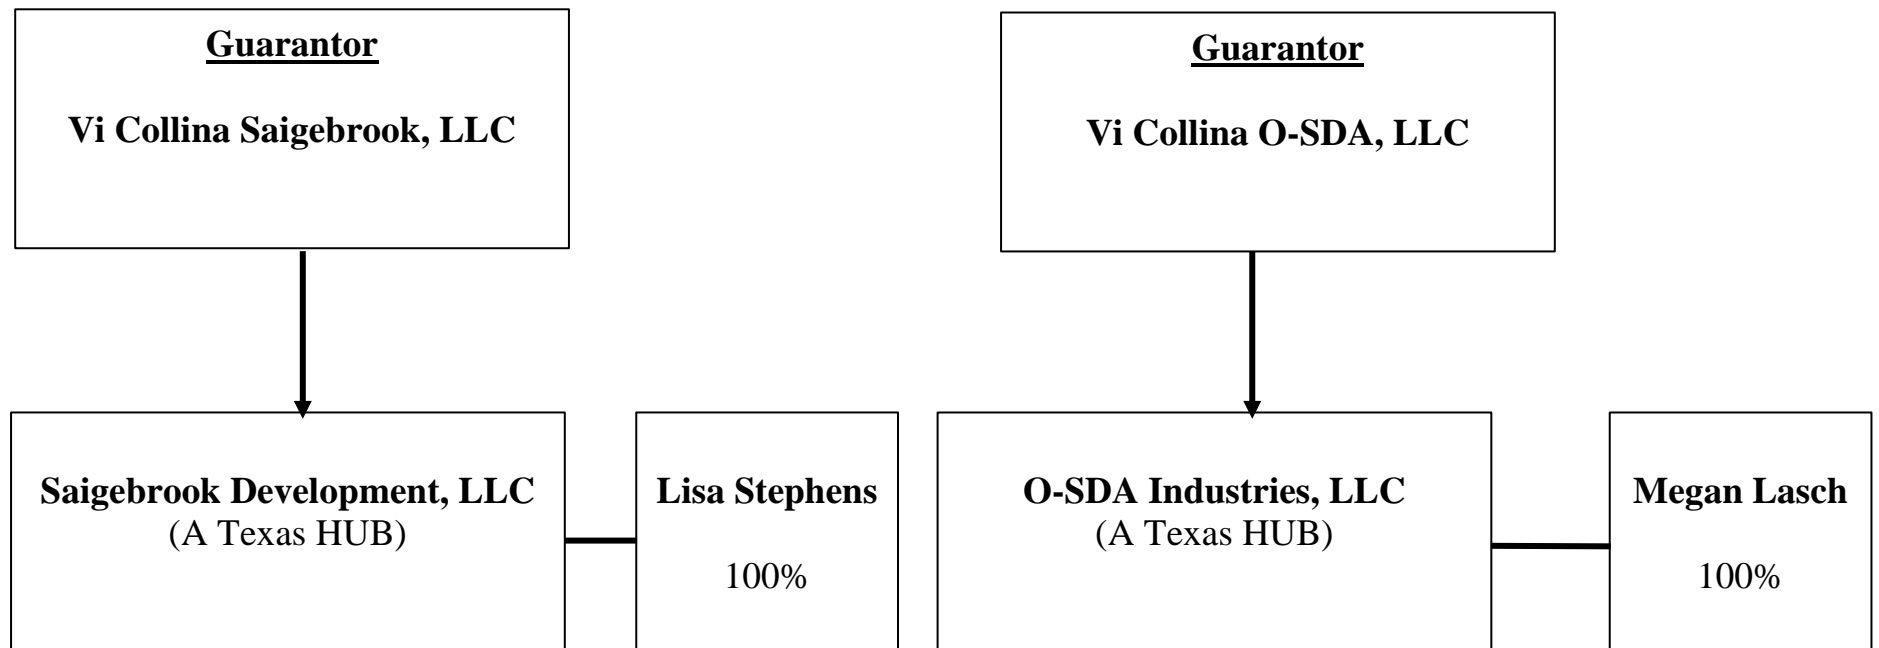 Guarantor
Vi Collina Saigebrook, LLC
Guarantor
Vi Collina O-SDA, LLC
Saigebrook Development, LLC
(A Texas HUB)
Lisa Stephens
100%
O-SDA Industries, LLC
(A Texas HUB)
Megan Lasch
100%